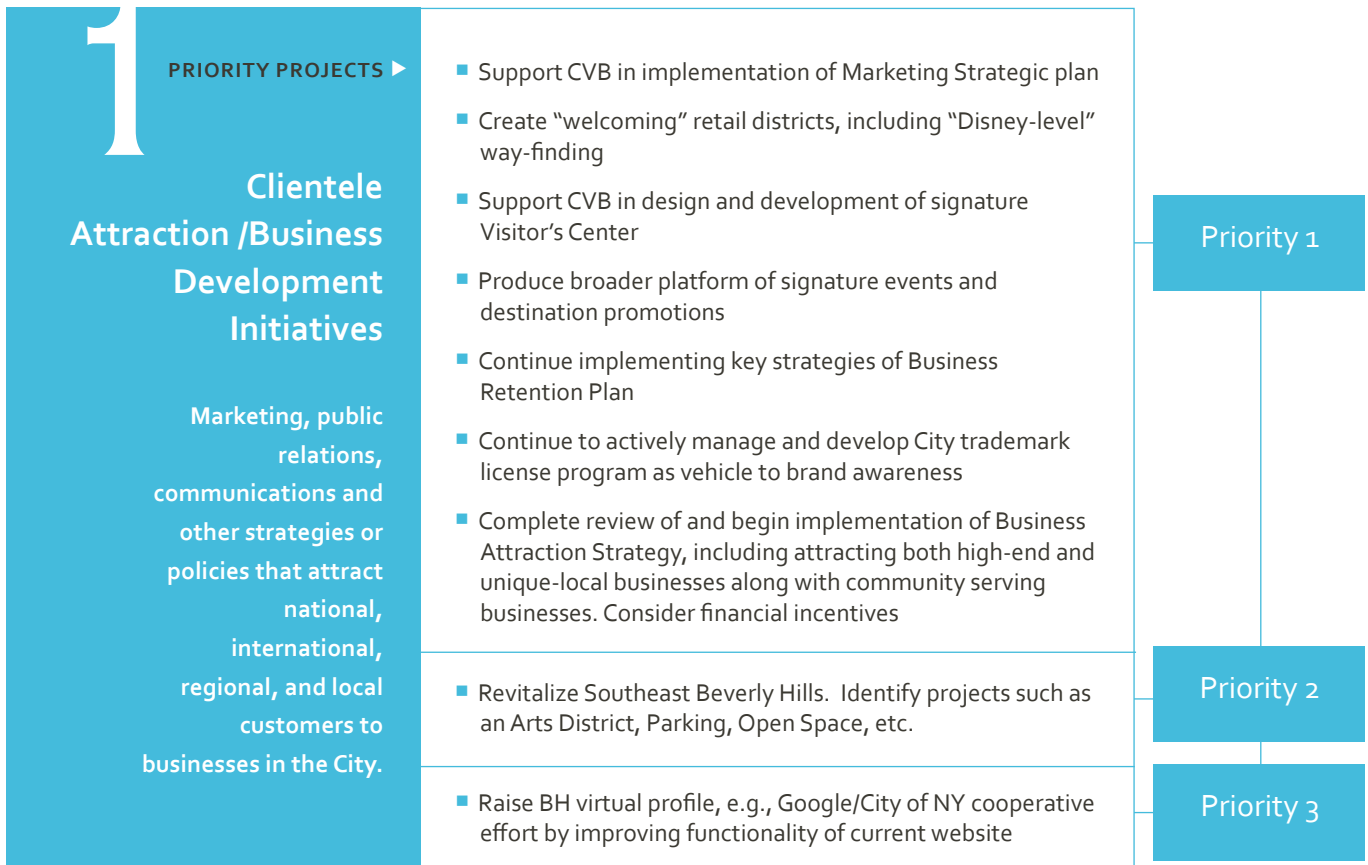 1
PRIORITY PROJECTS ▶
Clientele
Attraction /Business
Development
Initiatives
Marketing, public
relations,
communications and
other strategies or
policies that attract
national,
international,
regional, and local
customers to
businesses in the City.
■ Support CVB in implementation of Marketing Strategic plan
■ Create “welcoming” retail districts, including “Disney-level”
way-finding
■ Support CVB in design and development of signature
Visitor’s Center
■ Produce broader platform of signature events and
destination promotions
■ Continue implementing key strategies of Business
Retention Plan
■ Continue to actively manage and develop City trademark
license program as vehicle to brand awareness
■ Complete review of and begin implementation of Business
Attraction Strategy, including attracting both high-end and
unique-local businesses along with community serving
businesses. Consider financial incentives
Priority 1
■ Revitalize Southeast Beverly Hills.  Identify projects such as
an Arts District, Parking, Open Space, etc.
Priority 2
■ Raise BH virtual profile, e.g., Google/City of NY cooperative
effort by improving functionality of current website
Priority 3